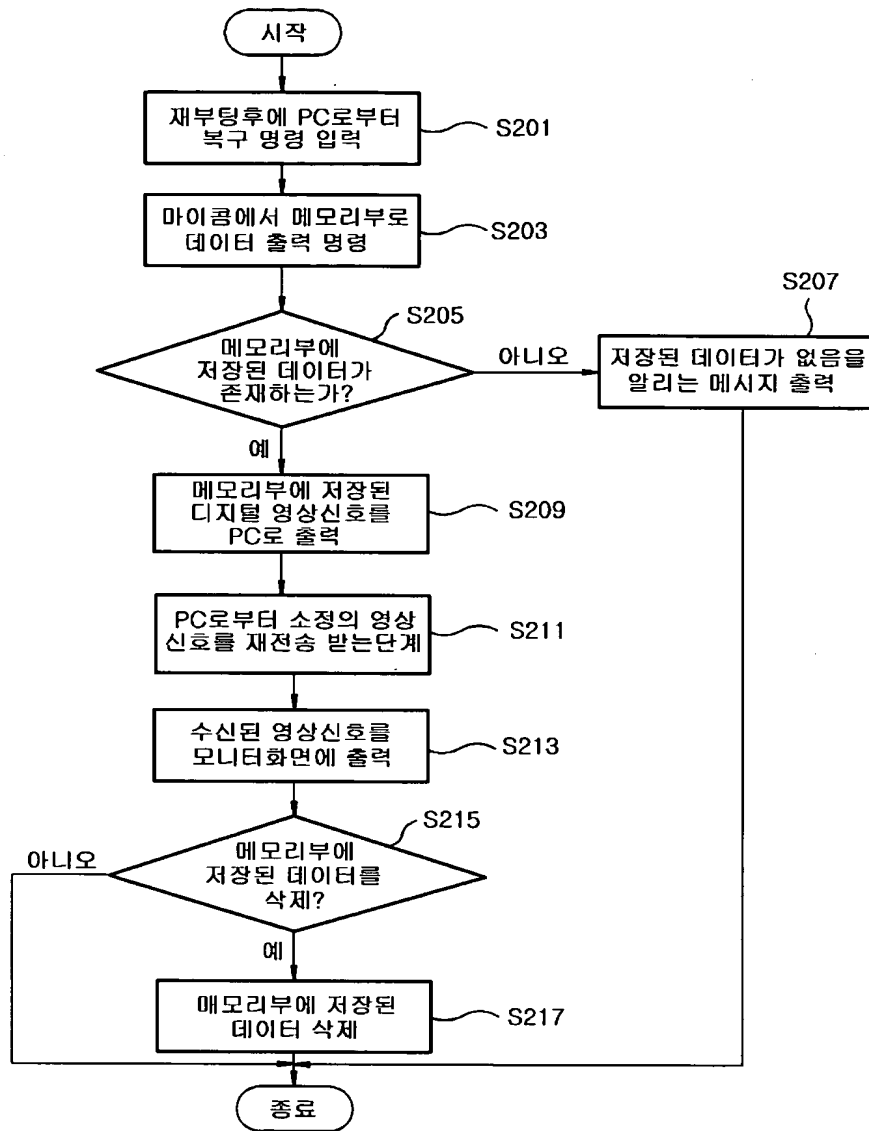 시작
재부팅후에 PC로부터
복구 명령 입력
S201
마이콤에서 메모리부로
데이터 출력 명령
S203
S205
메모리부에
저장된 데이터가
존재하는가?
아니오
S207
저장된 데이터가 없음을
알리는 메시지 출력
예
메모리부에 저장된
디지털 영상신호를
PC로 출력
S209
PC로부터 소정의 영상
신호를 재전송 받는단계
S211
수신된 영상신호를
모니터화면에 출력
S213
S215
메모리부에
저장된 데이터를
삭제?
아니오
예
매모리부에 저장된
데이터 삭제
S217
종료